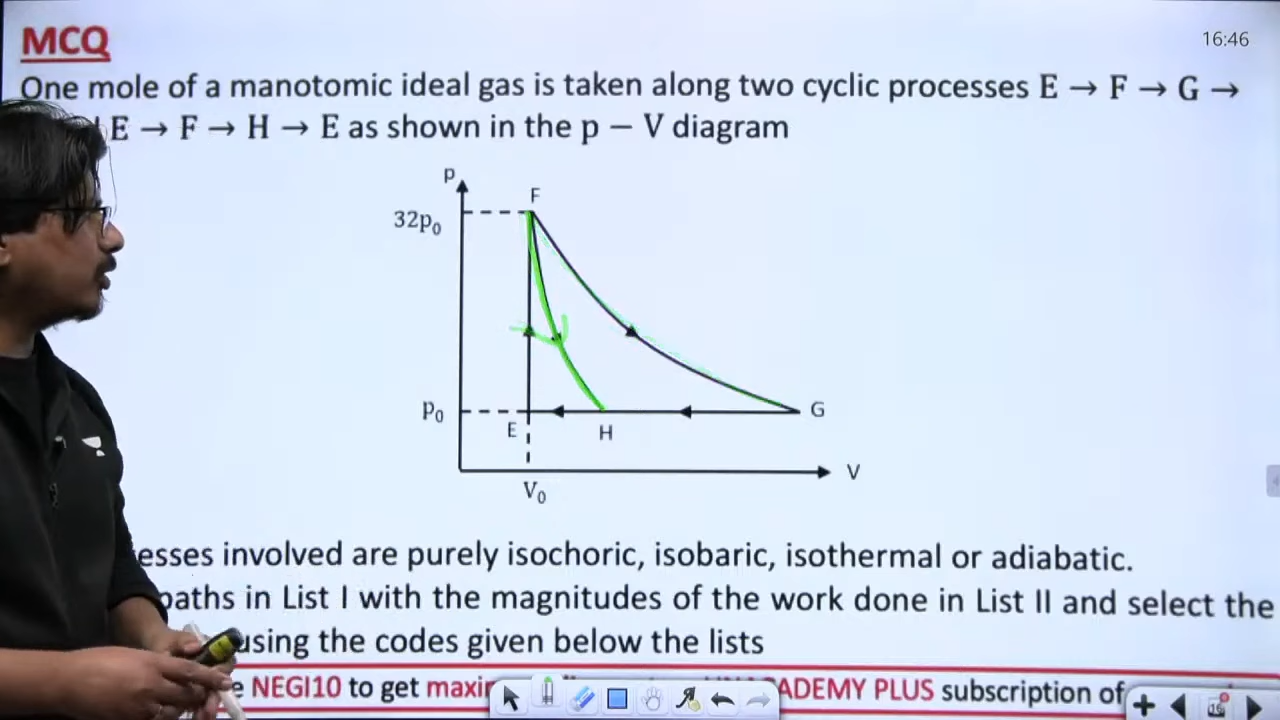 MCQ
16:46
One mole of a manotomic ideal gas is taken along two cyclic processes E → F → G →
E → F → H → E as shown in the p − V diagram
p
F
32p₀
p₀
E
H
G
V
V₀
esses involved are purely isochoric, isobaric, isothermal or adiabatic.
paths in List I with the magnitudes of the work done in List II and select the
using the codes given below the lists
NEGI10 to get ADEMY PLUS subscription of